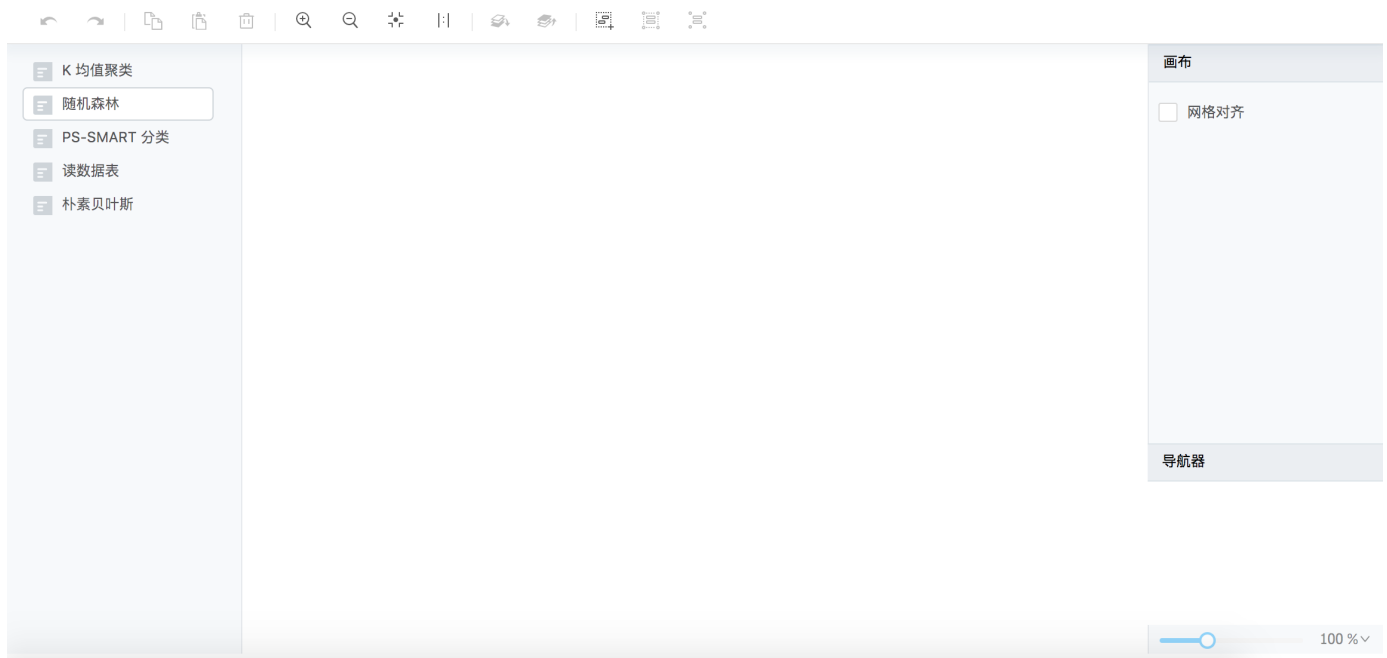 K 均值聚类
随机森林
PS-SMART 分类
读数据表
朴素贝叶斯
画布
网格对齐
导航器
100 %